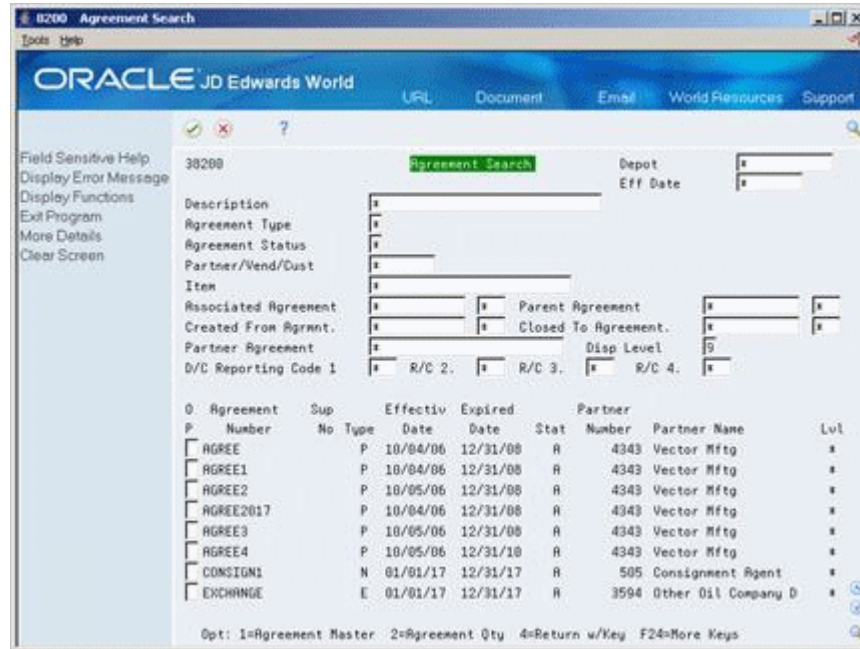 8200 Agreement Search
Tools Help
ORACLE JD Edwards World
URL Document Email World Resources Support
?
Field Sensitive Help
Display Error Message
Display Functions
Exit Program
More Details
Clear Screen
38200 Agreement Search Depot *
Eff Date *
Description *
Agreement Type *
Agreement Status *
Partner/Vend/Cust *
Item *
Associated Agreement * * Parent Agreement * *
Created From Agrmnt. * * Closed To Agreement. * *
Partner Agreement * Disp Level 9
D/C Reporting Code 1 * R/C 2. * R/C 3. * R/C 4. *
O Agreement Sup Effectiv Expired Partner
P Number No Type Date Date Stat Number Partner Name Lvl
AGREE P 10/04/06 12/31/08 A 4343 Vector Mftg *
AGREE1 P 10/04/06 12/31/08 A 4343 Vector Mftg *
AGREE2 P 10/05/06 12/31/08 A 4343 Vector Mftg *
AGREE2017 P 10/04/06 12/31/08 A 4343 Vector Mftg *
AGREE3 P 10/05/06 12/31/08 A 4343 Vector Mftg *
AGREE4 P 10/05/06 12/31/10 A 4343 Vector Mftg *
CONSIGN1 N 01/01/17 12/31/17 A 505 Consignment Agent *
EXCHANGE E 01/01/17 12/31/17 A 3594 Other Oil Company D *
Opt: 1=Agreement Master 2=Agreement Qty 4=Return w/Key F24=More Keys